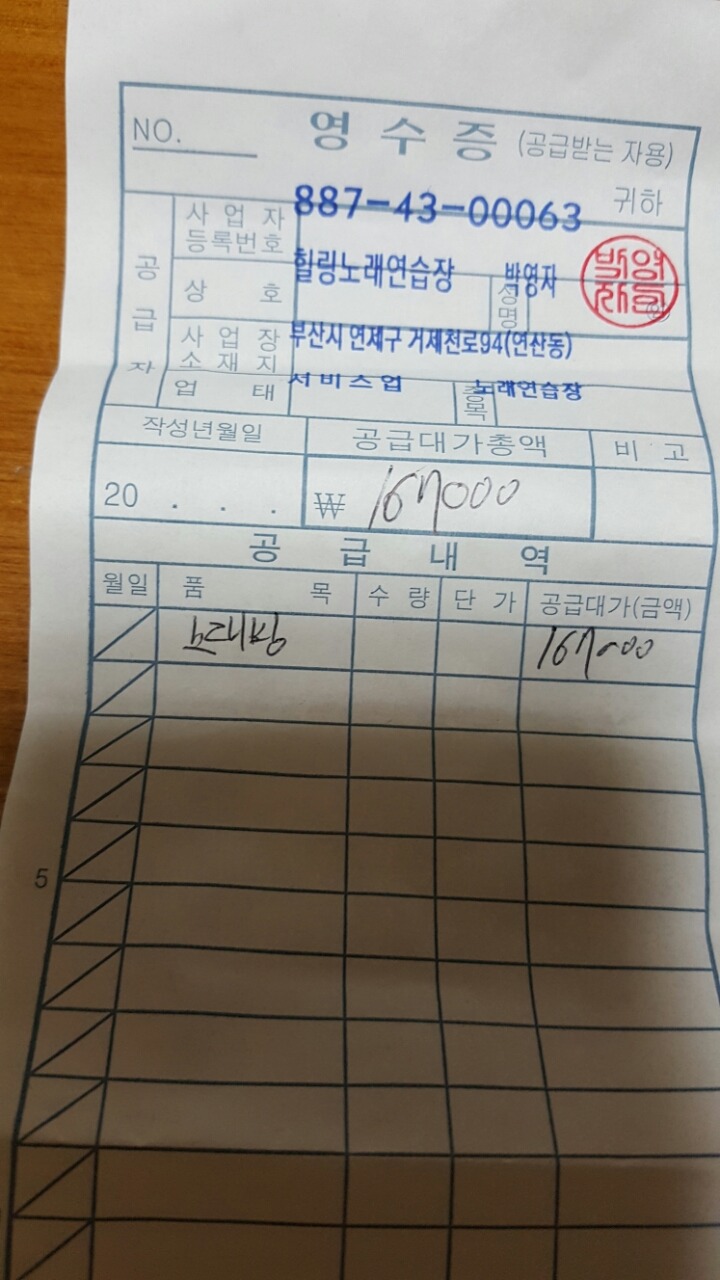 NO. 영 수 증 (공급받는 자용)
귀하
공급자
사업자등록번호 887-43-00063
상 호 힐링노래연습장 성명 박영자
사업장소재지 부산시 연제구 거제천로94(연산동)
업 태 서비스업 종목 노래연습장
작성년월일 공급대가총액 비 고
20 . . . ₩ 167000
공 급 내 역
월일 품 목 수 량 단 가 공급대가(금액)
노래방 167000
5